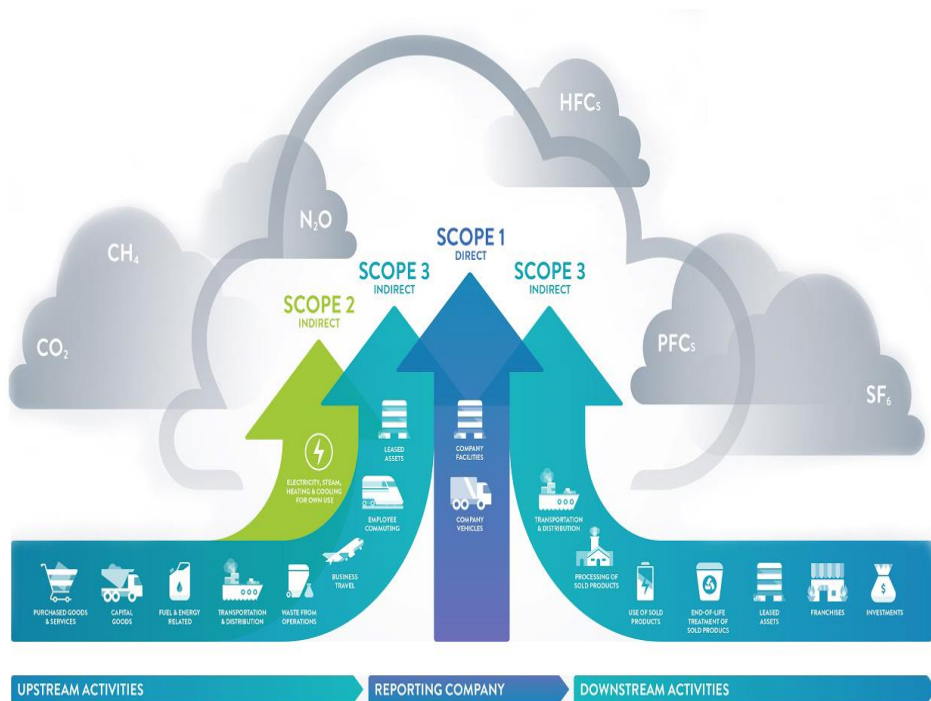 HFCs
N₂O
CH₄
CO₂
PFCs
SF₆
SCOPE 1
DIRECT
SCOPE 3
INDIRECT
SCOPE 3
INDIRECT
SCOPE 2
INDIRECT
ELECTRICITY, STEAM,
HEATING & COOLING
FOR OWN USE
LEASED
ASSETS
EMPLOYEE
COMMUTING
BUSINESS
TRAVEL
COMPANY
FACILITIES
COMPANY
VEHICLES
TRANSPORTATION
& DISTRIBUTION
PROCESSING OF
SOLD PRODUCTS
PURCHASED GOODS
& SERVICES
CAPITAL
GOODS
FUEL & ENERGY
RELATED
TRANSPORTATION
& DISTRIBUTION
WASTE FROM
OPERATIONS
USE OF SOLD
PRODUCTS
END-OF-LIFE
TREATMENT OF
SOLD PRODUCS
LEASED
ASSETS
FRANCHISES
$
INVESTMENTS
UPSTREAM ACTIVITIES
REPORTING COMPANY
DOWNSTREAM ACTIVITIES